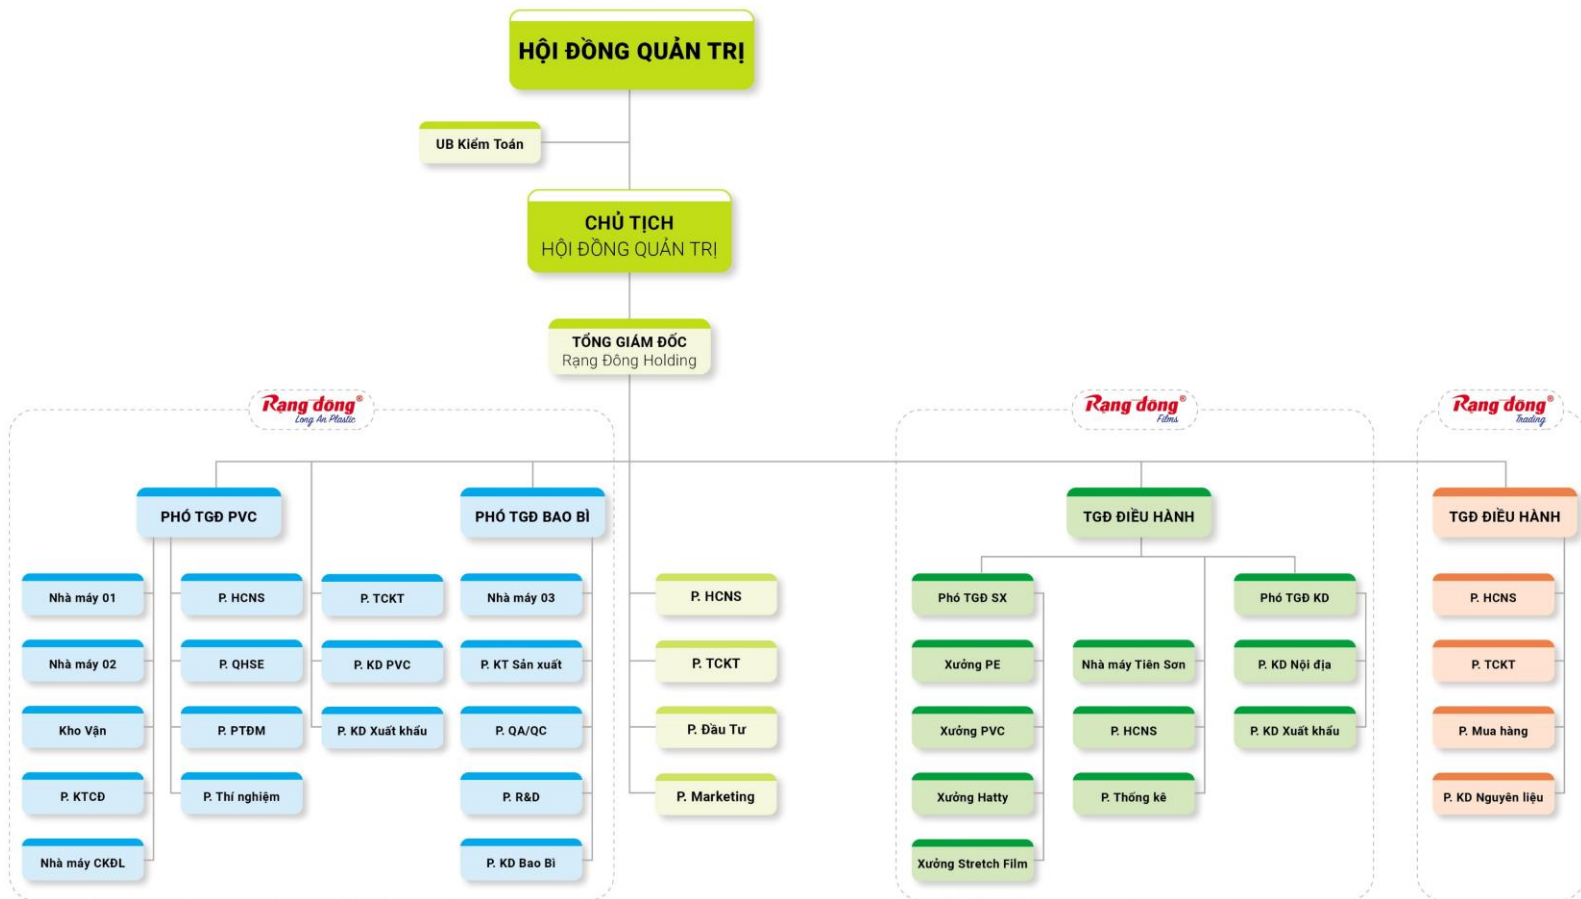 HỘI ĐỒNG QUẢN TRỊ
UB Kiểm Toán
CHỦ TỊCH
HỘI ĐỒNG QUẢN TRỊ
TỔNG GIÁM ĐỐC
Rạng Đông Holding
Rạng đông®
Long An Plastic
PHÓ TGĐ PVC
Nhà máy 01
Nhà máy 02
Kho Vận
P. KTCĐ
Nhà máy CKĐL
P. HCNS
P. QHSE
P. PTĐM
P. Thí nghiệm
P. TCKT
P. KD PVC
P. KD Xuất khẩu
PHÓ TGĐ BAO BÌ
Nhà máy 03
P. KT Sản xuất
P. QA/QC
P. R&D
P. KD Bao Bì
P. HCNS
P. TCKT
P. Đầu Tư
P. Marketing
Rạng đông®
Films
TGĐ ĐIỀU HÀNH
Phó TGĐ SX
Xưởng PE
Xưởng PVC
Xưởng Hatty
Xưởng Stretch Film
Nhà máy Tiên Sơn
P. HCNS
P. Thống kê
Phó TGĐ KD
P. KD Nội địa
P. KD Xuất khẩu
Rạng đông®
Trading
TGĐ ĐIỀU HÀNH
P. HCNS
P. TCKT
P. Mua hàng
P. KD Nguyên liệu